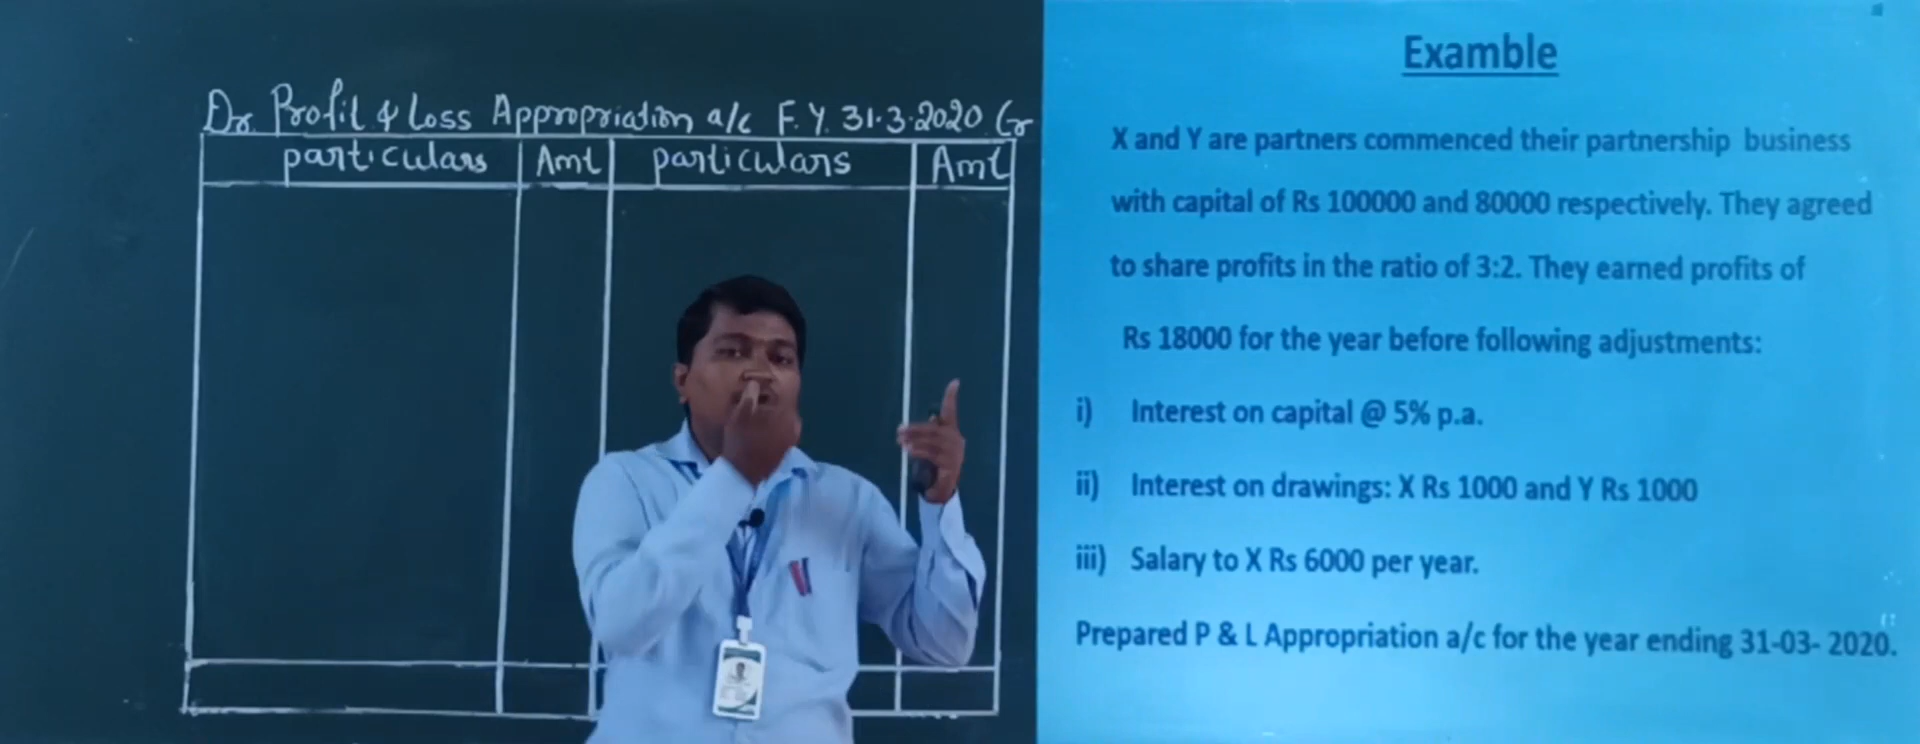 Dr. Profit & Loss Appropriation a/c F.Y. 31.3.2020 Cr
particulars Amt particulars Amt
Examble
X and Y are partners commenced their partnership business
with capital of Rs 100000 and 80000 respectively. They agreed
to share profits in the ratio of 3:2. They earned profits of
Rs 18000 for the year before following adjustments:
i) Interest on capital @ 5% p.a.
ii) Interest on drawings: X Rs 1000 and Y Rs 1000
iii) Salary to X Rs 6000 per year.
Prepared P & L Appropriation a/c for the year ending 31-03- 2020.